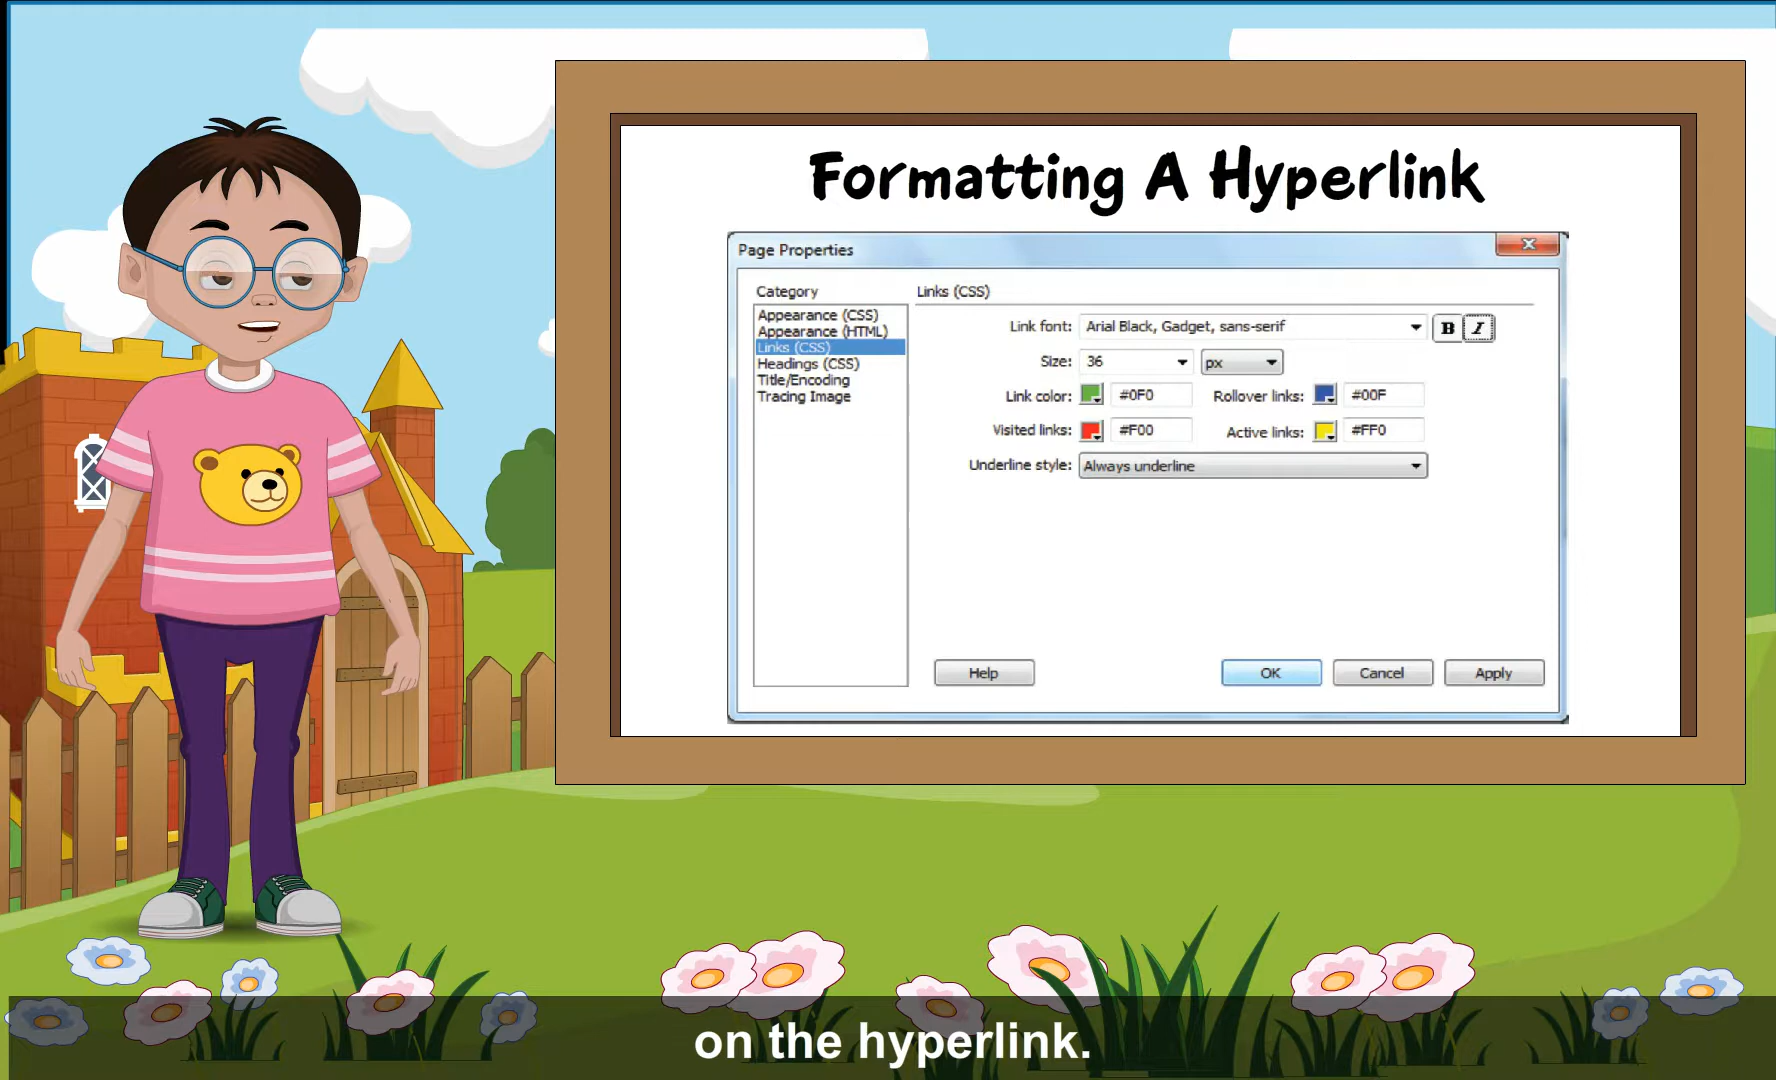 Formatting A Hyperlink
Page Properties
Category
Appearance (CSS)
Appearance (HTML)
Links (CSS)
Headings (CSS)
Title/Encoding
Tracing Image
Links (CSS)
Link font: Arial Black, Gadget, sans-serif B I
Size: 36 px
Link color: #0F0 Rollover links: #00F
Visited links: #F00 Active links: #FF0
Underline style: Always underline
Help OK Cancel Apply
on the hyperlink.